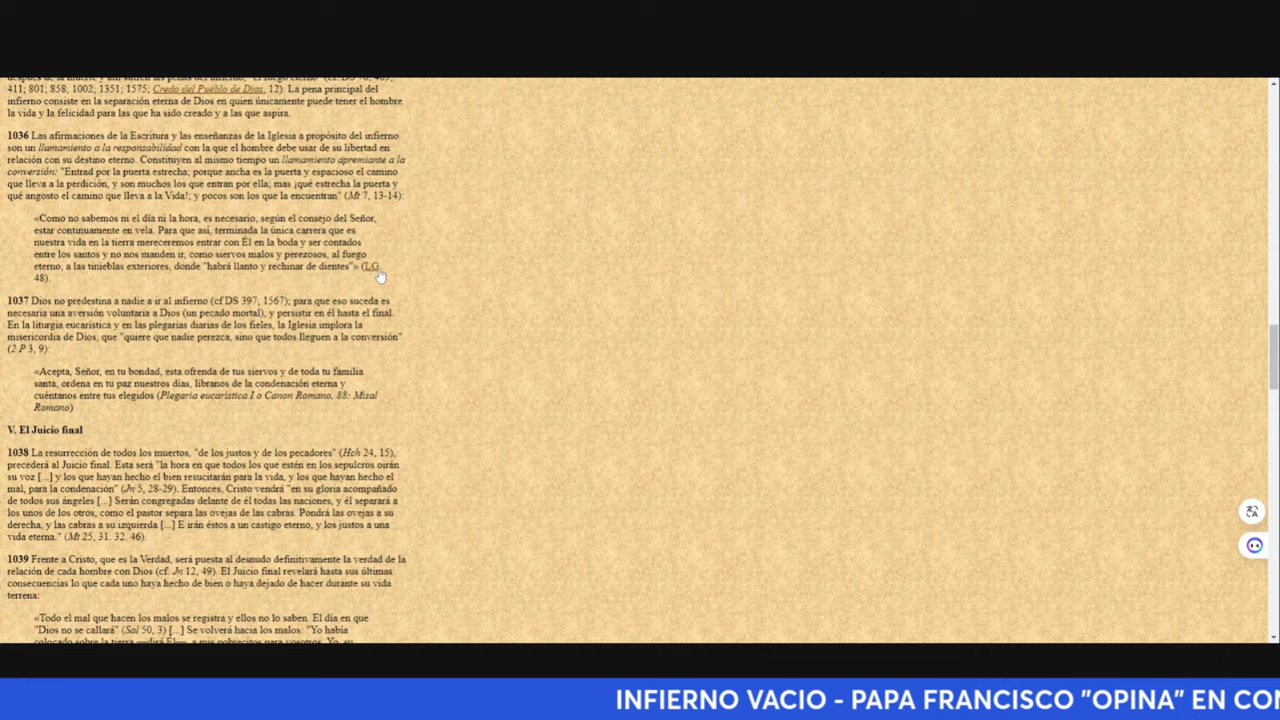 411; 801; 858; 1002; 1351; 1575; Credo del Pueblo de Dios, 12). La pena principal del
infierno consiste en la separación eterna de Dios en quien únicamente puede tener el hombre
la vida y la felicidad para las que ha sido creado y a las que aspira.
1036 Las afirmaciones de la Escritura y las enseñanzas de la Iglesia a propósito del infierno
son un llamamiento a la responsabilidad con la que el hombre debe usar de su libertad en
relación con su destino eterno. Constituyen al mismo tiempo un llamamiento apremiante a la
conversión: "Entrad por la puerta estrecha; porque ancha es la puerta y espacioso el camino
que lleva a la perdición, y son muchos los que entran por ella; mas ¡qué estrecha la puerta y
qué angosto el camino que lleva a la Vida!; y pocos son los que la encuentran" (Mt 7, 13-14):
«Como no sabemos ni el día ni la hora, es necesario, según el consejo del Señor,
estar continuamente en vela. Para que así, terminada la única carrera que es
nuestra vida en la tierra mereceremos entrar con Él en la boda y ser contados
entre los santos y no nos manden ir, como siervos malos y perezosos, al fuego
eterno, a las tinieblas exteriores, donde "habrá llanto y rechinar de dientes"» (LG
48).
1037 Dios no predestina a nadie a ir al infierno (cf DS 397; 1567); para que eso suceda es
necesaria una aversión voluntaria a Dios (un pecado mortal), y persistir en él hasta el final.
En la liturgia eucarística y en las plegarias diarias de los fieles, la Iglesia implora la
misericordia de Dios, que "quiere que nadie perezca, sino que todos lleguen a la conversión"
(2 P 3, 9):
«Acepta, Señor, en tu bondad, esta ofrenda de tus siervos y de toda tu familia
santa, ordena en tu paz nuestros días, líbranos de la condenación eterna y
cuéntanos entre tus elegidos (Plegaria eucarística I o Canon Romano, 88: Misal
Romano)
V. El Juicio final
1038 La resurrección de todos los muertos, "de los justos y de los pecadores" (Hch 24, 15),
precederá al Juicio final. Esta será "la hora en que todos los que estén en los sepulcros oirán
su voz [...] y los que hayan hecho el bien resucitarán para la vida, y los que hayan hecho el
mal, para la condenación" (Jn 5, 28-29). Entonces, Cristo vendrá "en su gloria acompañado
de todos sus ángeles [...] Serán congregadas delante de él todas las naciones, y él separará a
los unos de los otros, como el pastor separa las ovejas de las cabras. Pondrá las ovejas a su
derecha, y las cabras a su izquierda [...] E irán éstos a un castigo eterno, y los justos a una
vida eterna." (Mt 25, 31. 32. 46).
1039 Frente a Cristo, que es la Verdad, será puesta al desnudo definitivamente la verdad de la
relación de cada hombre con Dios (cf. Jn 12, 49). El Juicio final revelará hasta sus últimas
consecuencias lo que cada uno haya hecho de bien o haya dejado de hacer durante su vida
terrena:
«Todo el mal que hacen los malos se registra y ellos no lo saben. El día en que
"Dios no se callará" (Sal 50, 3) [...] Se volverá hacia los malos: "Yo había
INFIERNO VACIO - PAPA FRANCISCO "OPINA" EN CON